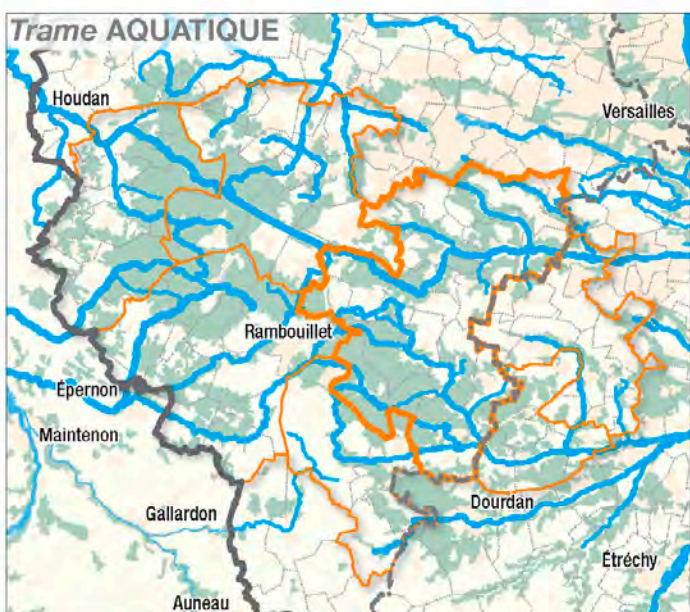 Trame AQUATIQUE
Houdan
Versailles
Rambouillet
Épernon
Maintenon
Gallardon
Dourdan
Étréchy
Auneau